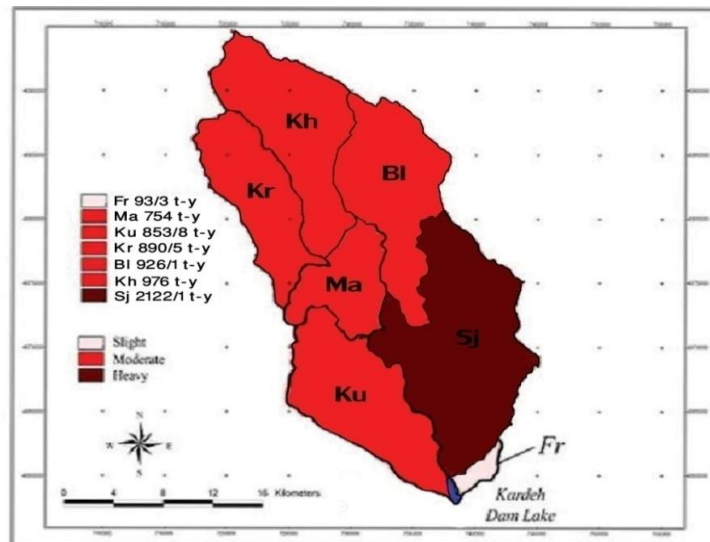 Kh
Bl
Kr
Fr 93/3 t-y
Ma 754 t-y
Ku 853/8 t-y
Kr 890/5 t-y
Bl 926/1 t-y
Kh 976 t-y
Sj 2122/1 t-y
Ma
Sj
Slight
Moderate
Heavy
Ku
N
W E
S
Fr
0 4 8 12 16 Kilometers
Kardeh
Dam Lake